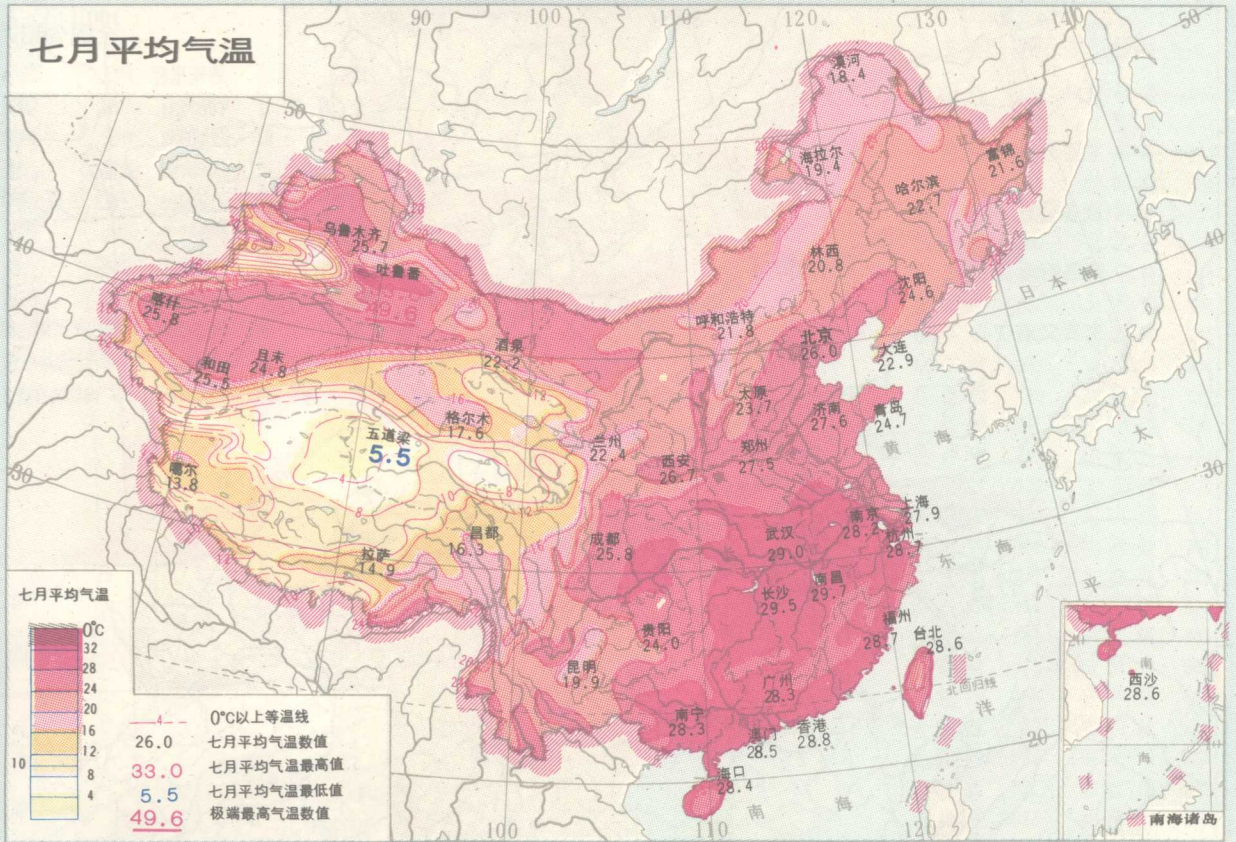 七月平均气温
90
100
110
120
130
140
50
50
40
40
30
30
20
100
110
120
漠河
18.4
海拉尔
19.4
富锦
21.6
哈尔滨
22.7
乌鲁木齐
25.7
吐鲁番
49.6
林西
20.8
沈阳
24.6
日本海
喀什
25.8
和田
25.5
且末
24.8
酒泉
22.2
呼和浩特
21.8
北京
26.0
大连
22.9
太原
23.7
济南
27.6
青岛
24.7
黄海
格尔木
17.6
五道梁
5.5
兰州
22.4
西安
26.7
郑州
27.5
太
平
洋
噶尔
13.8
拉萨
14.9
昌都
16.3
成都
25.8
武汉
29.0
南京
28.2
上海
27.9
杭州
东海
长沙
29.5
南昌
29.7
贵阳
24.0
福州
28.7
台北
28.6
昆明
19.9
广州
28.3
北回归线
南宁
28.3
澳门
28.5
香港
28.8
海口
28.4
南海
七月平均气温
0℃
32
28
24
20
16
12
10
8
4
4
0℃以上等温线
26.0
七月平均气温数值
33.0
七月平均气温最高值
5.5
七月平均气温最低值
49.6
极端最高气温数值
20
南
西沙
28.6
海
南海诸岛